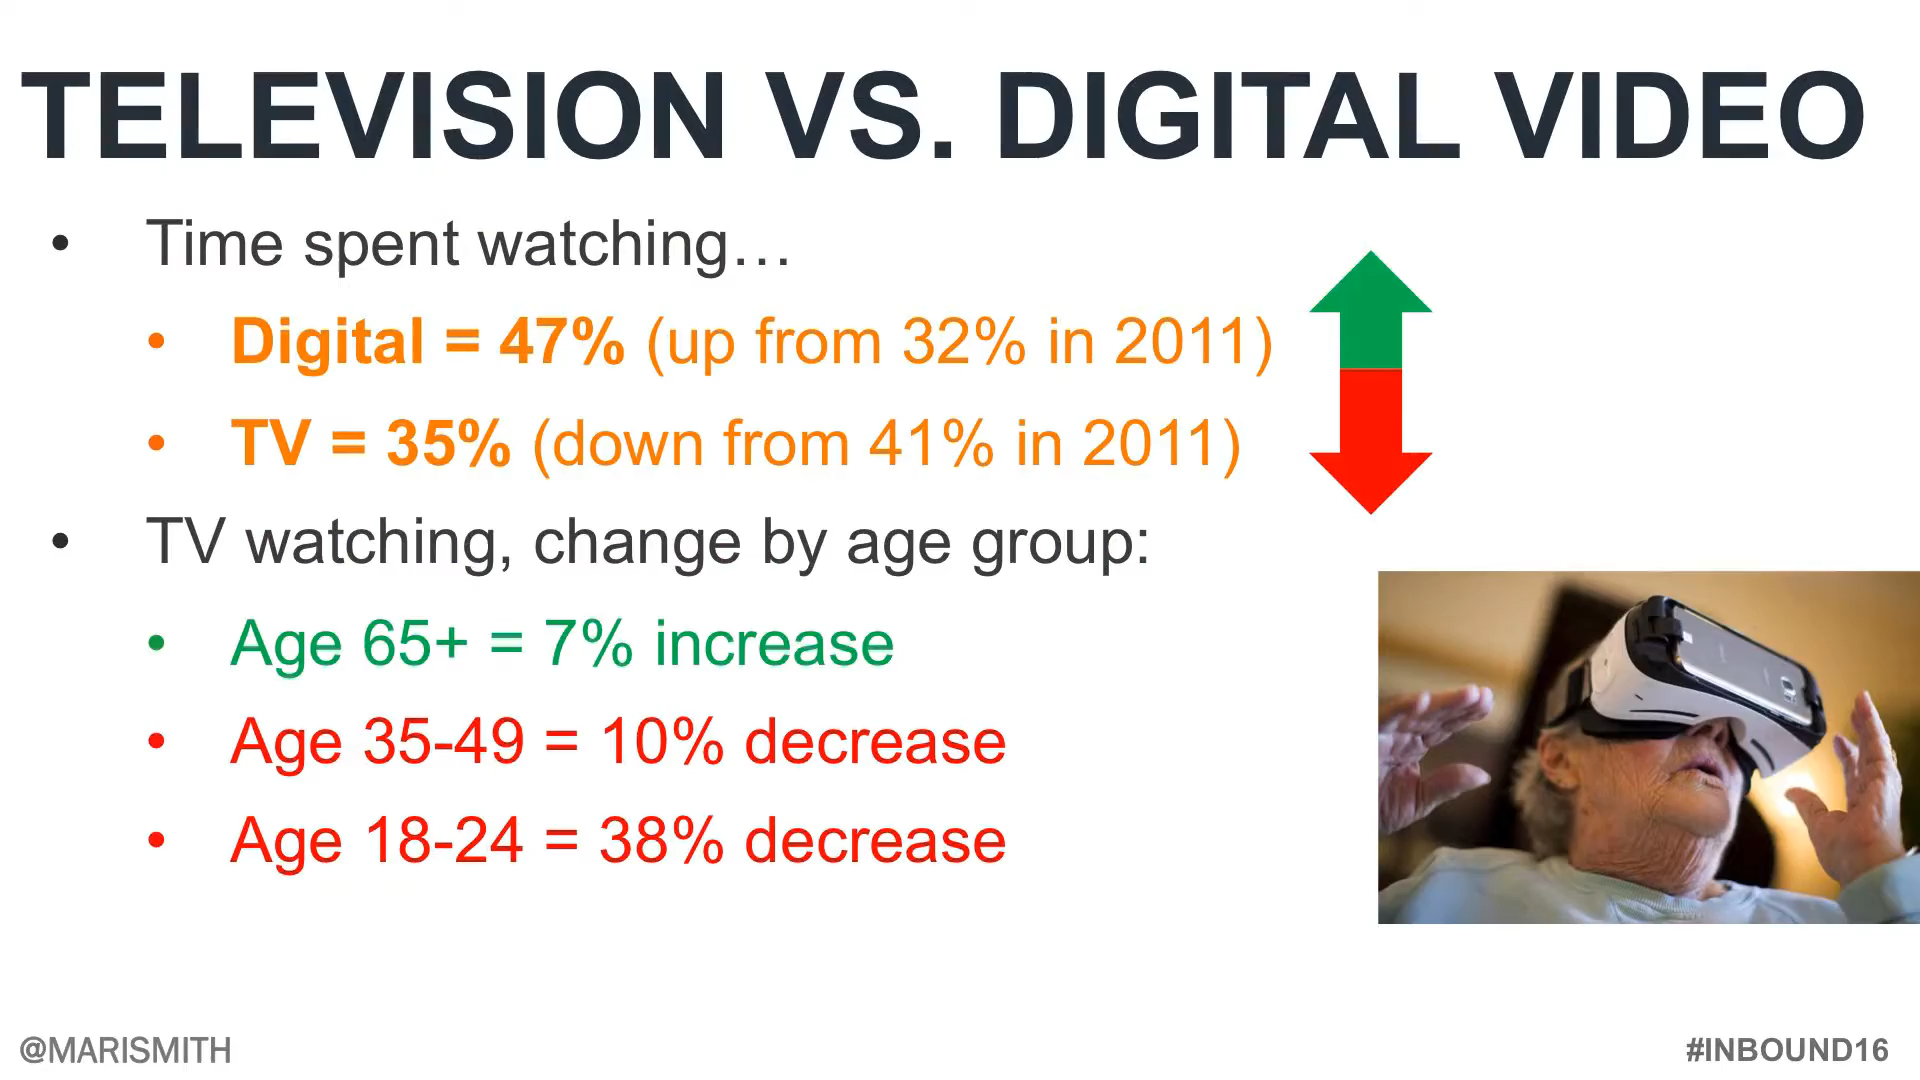 TELEVISION VS. DIGITAL VIDEO
• Time spent watching…
• Digital = 47% (up from 32% in 2011)
• TV = 35% (down from 41% in 2011)
• TV watching, change by age group:
• Age 65+ = 7% increase
• Age 35-49 = 10% decrease
• Age 18-24 = 38% decrease
@MARISMITH
#INBOUND16